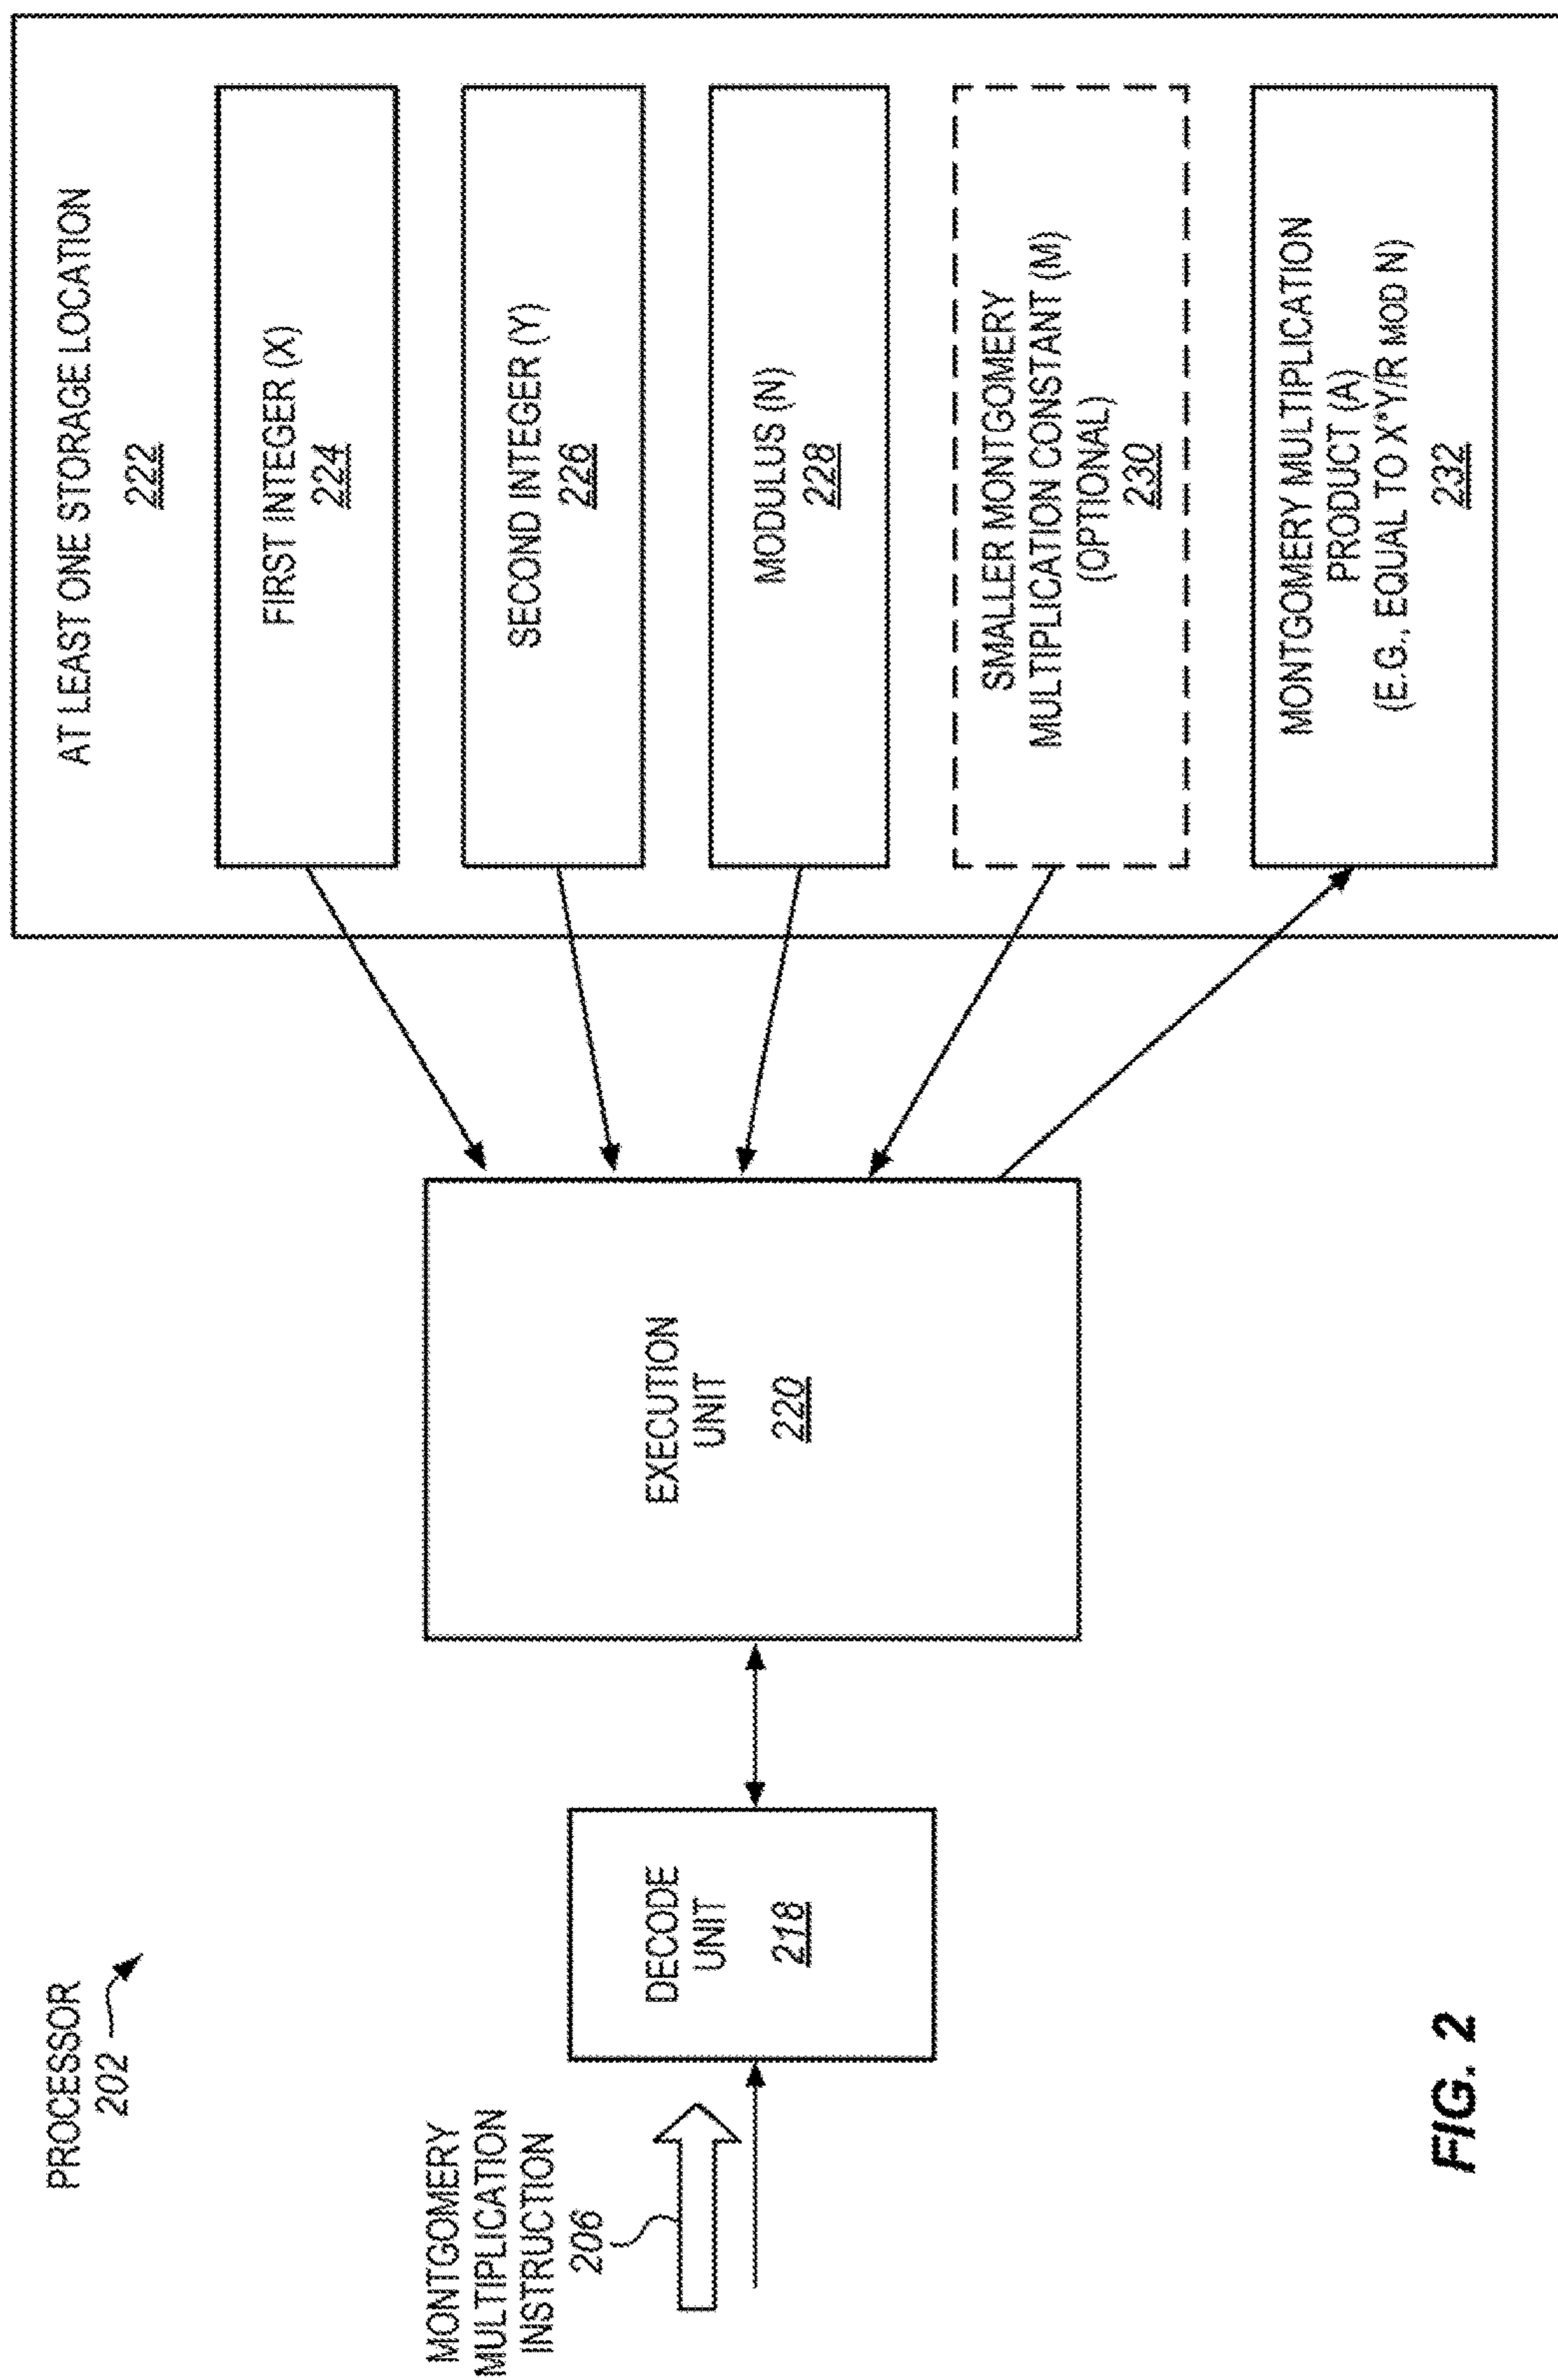 PROCESSOR
202
MONTGOMERY
MULTIPLICATION
INSTRUCTION
206
DECODE
UNIT
218
EXECUTION
UNIT
220
AT LEAST ONE STORAGE LOCATION
222
FIRST INTEGER (X)
224
SECOND INTEGER (Y)
226
MODULUS (N)
228
SMALLER MONTGOMERY
MULTIPLICATION CONSTANT (M)
(OPTIONAL)
230
MONTGOMERY MULTIPLICATION
PRODUCT (A)
(E.G., EQUAL TO X*Y/R MOD N)
232
FIG. 2